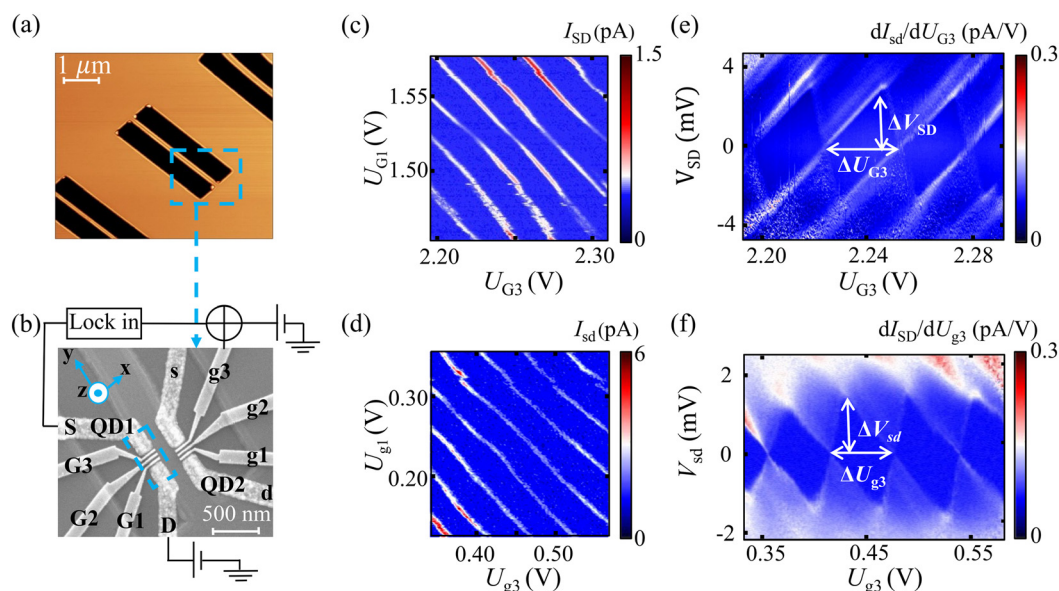 (a)
1 μm
(b)
Lock in
y
x
z
s
g3
g2
g1
S
QD1
G3
QD2
d
G2
G1
D
500 nm
(c)
I_SD (pA)
1.5
0
1.55
1.50
U_G1 (V)
2.20
2.30
U_G3 (V)
(d)
I_sd (pA)
6
0
0.30
0.20
U_g1 (V)
0.40
0.50
U_g3 (V)
(e)
dI_sd/dU_G3 (pA/V)
0.3
0
4
0
-4
V_SD (mV)
ΔV_SD
ΔU_G3
2.20
2.24
2.28
U_G3 (V)
(f)
dI_SD/dU_g3 (pA/V)
0.3
0
2
0
-2
V_sd (mV)
ΔV_sd
ΔU_g3
0.35
0.45
0.55
U_g3 (V)